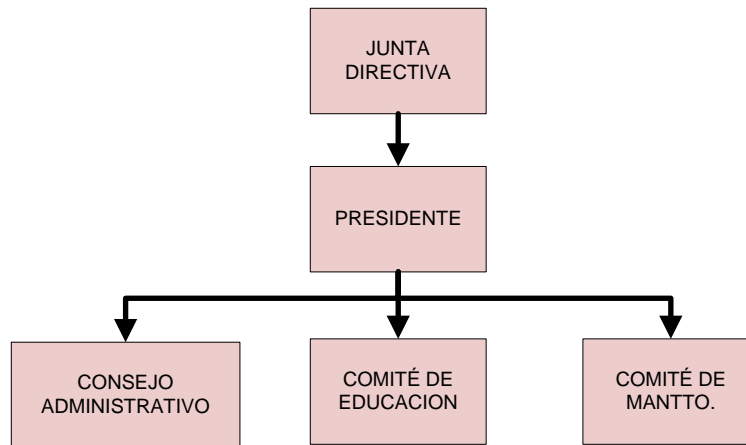 JUNTA
DIRECTIVA
PRESIDENTE
CONSEJO
ADMINISTRATIVO
COMITÉ DE
EDUCACION
COMITÉ DE
MANTTO.